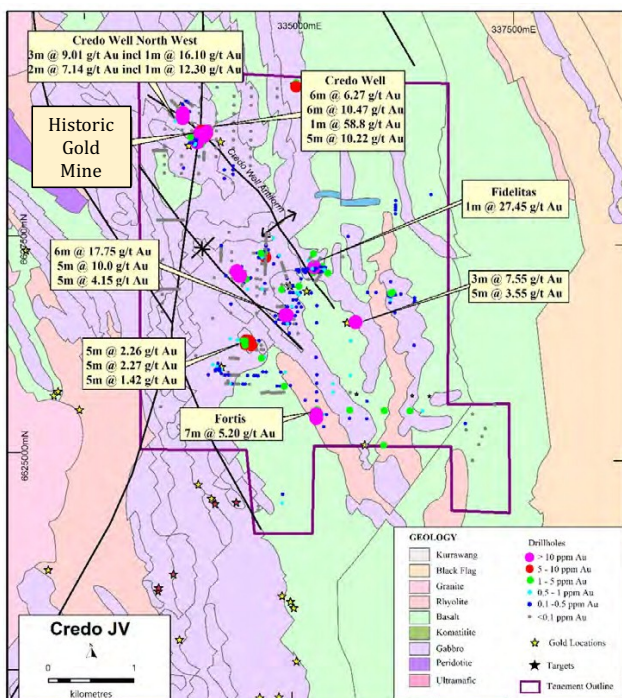 335000mE
337500mE
Credo Well North West
3m @ 9.01 g/t Au incl 1m @ 16.10 g/t Au
2m @ 7.14 g/t Au incl 1m @ 12.30 g/t Au
Credo Well
6m @ 6.27 g/t Au
6m @ 10.47 g/t Au
1m @ 58.8 g/t Au
5m @ 10.22 g/t Au
Historic
Gold
Mine
Credo Well Antiform
Fidelitas
1m @ 27.45 g/t Au
6m @ 17.75 g/t Au
5m @ 10.0 g/t Au
5m @ 4.15 g/t Au
3m @ 7.55 g/t Au
5m @ 3.55 g/t Au
5m @ 2.26 g/t Au
5m @ 2.27 g/t Au
5m @ 1.42 g/t Au
Fortis
7m @ 5.20 g/t Au
6625000mN
GEOLOGY
Kurrawang
Black Flag
Granite
Rhyolite
Basalt
Komatitite
Gabbro
Peridotite
Ultramafic
Drillholes
> 10 ppm Au
5 - 10 ppm Au
1 - 5 ppm Au
0.5 - 1 ppm Au
0.1 -0.5 ppm Au
<0.1 ppm Au
Gold Locations
Targets
Tenement Outline
Credo JV
0 1
kilometres